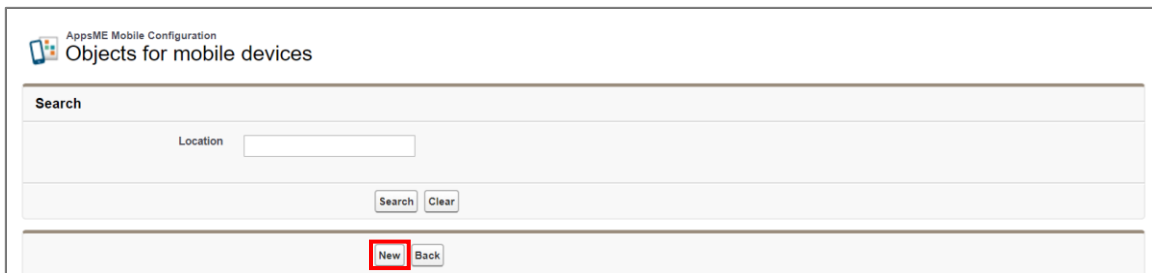 AppsME Mobile Configuration
Objects for mobile devices
Search
Location
Search Clear
New Back